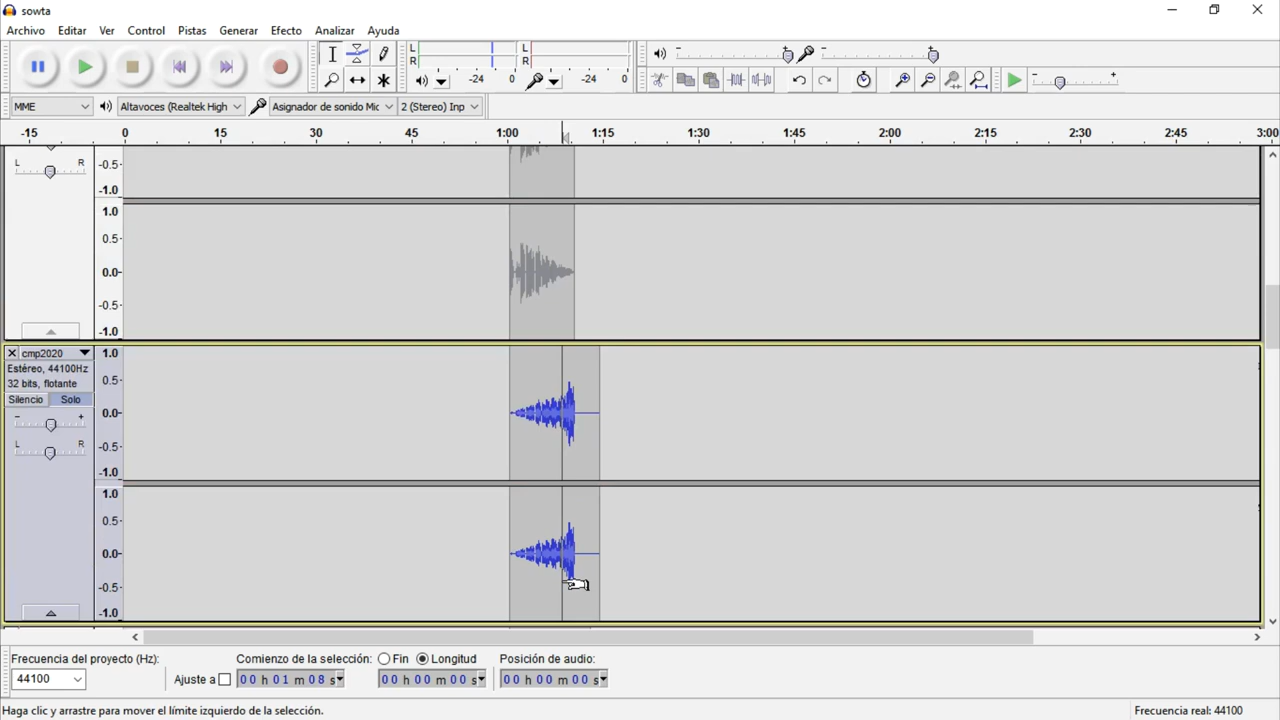 sowta
Archivo Editar Ver Control Pistas Generar Efecto Analizar Ayuda
L
R
-24 0
L
R
-24 0
MME Altavoces (Realtek High Asignador de sonido Mic 2 (Stereo) Inp
-15 0 15 30 45 1:00 1:15 1:30 1:45 2:00 2:15 2:30 2:45 3:00
L R
-0.5-
-1.0
1.0
0.5-
0.0-
-0.5-
-1.0
cmp2020
Estéreo, 44100Hz
32 bits, flotante
Silencio Solo
- +
L R
1.0
0.5-
0.0-
-0.5-
-1.0
1.0
0.5-
0.0-
-0.5-
-1.0
Frecuencia del proyecto (Hz): Comienzo de la selección: Fin Longitud Posición de audio:
44100 Ajuste a 00 h 01 m 08 s 00 h 00 m 00 s 00 h 00 m 00 s
Haga clic y arrastre para mover el límite izquierdo de la selección. Frecuencia real: 44100